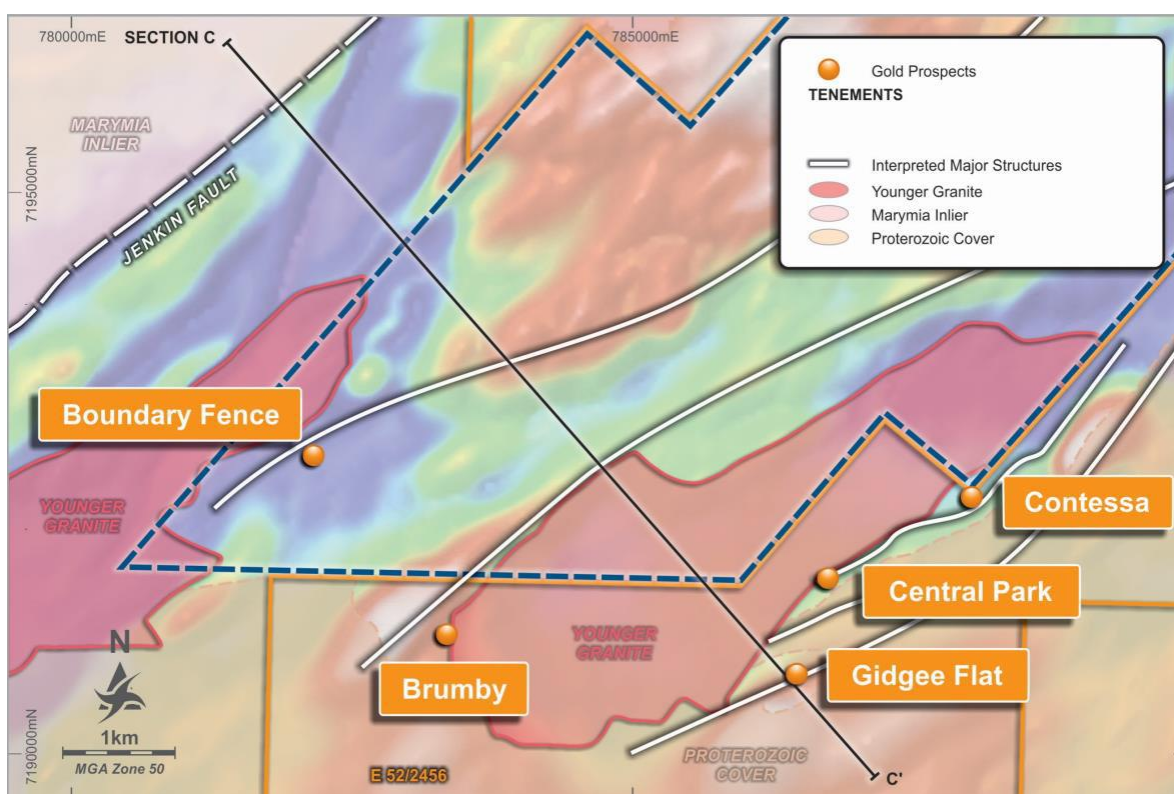 780000mE
SECTION C
785000mE
Gold Prospects
TENEMENTS
Interpreted Major Structures
Younger Granite
Marymia Inlier
Proterozoic Cover
MARYMIA
INLIER
7195000mN
JENKIN FAULT
Boundary Fence
YOUNGER
GRANITE
Contessa
Central Park
YOUNGER
GRANITE
Gidgee Flat
Brumby
N
1km
MGA Zone 50
7190000mN
E 52/2456
PROTEROZOIC
COVER
C'